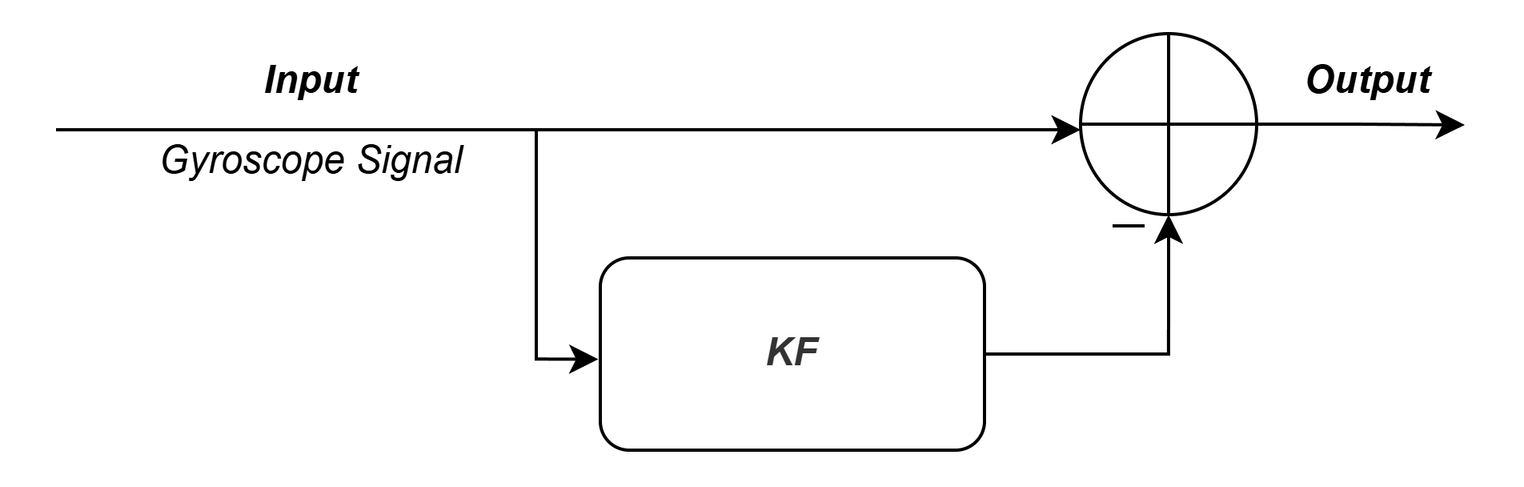 Input
Output
Gyroscope Signal
–
KF